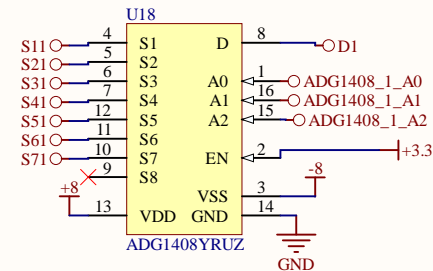 U18
S11 4 S1 D 8 D1
S21 5 S2
S31 6 S3 A0 1 ADG1408_1_A0
S41 7 S4 A1 16 ADG1408_1_A1
S51 12 S5 A2 15 ADG1408_1_A2
S61 11 S6
S71 10 S7 EN 2 +3.3
9 S8
+8 VSS 3 -8
13 VDD GND 14
ADG1408YRUZ
GND